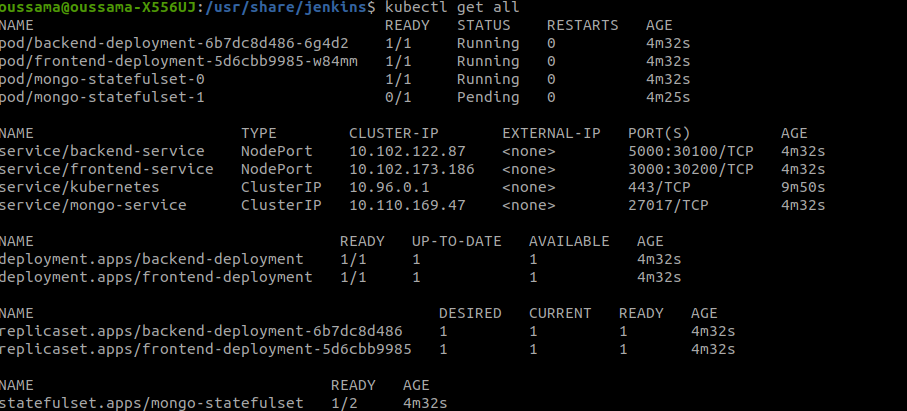 oussama@oussama-X556UJ:/usr/share/jenkins$ kubectl get all
NAME READY STATUS RESTARTS AGE
pod/backend-deployment-6b7dc8d486-6g4d2 1/1 Running 0 4m32s
pod/frontend-deployment-5d6cbb9985-w84mm 1/1 Running 0 4m32s
pod/mongo-statefulset-0 1/1 Running 0 4m32s
pod/mongo-statefulset-1 0/1 Pending 0 4m25s
NAME TYPE CLUSTER-IP EXTERNAL-IP PORT(S) AGE
service/backend-service NodePort 10.102.122.87 <none> 5000:30100/TCP 4m32s
service/frontend-service NodePort 10.102.173.186 <none> 3000:30200/TCP 4m32s
service/kubernetes ClusterIP 10.96.0.1 <none> 443/TCP 9m50s
service/mongo-service ClusterIP 10.110.169.47 <none> 27017/TCP 4m32s
NAME READY UP-TO-DATE AVAILABLE AGE
deployment.apps/backend-deployment 1/1 1 1 4m32s
deployment.apps/frontend-deployment 1/1 1 1 4m32s
NAME DESIRED CURRENT READY AGE
replicaset.apps/backend-deployment-6b7dc8d486 1 1 1 4m32s
replicaset.apps/frontend-deployment-5d6cbb9985 1 1 1 4m32s
NAME READY AGE
statefulset.apps/mongo-statefulset 1/2 4m32s